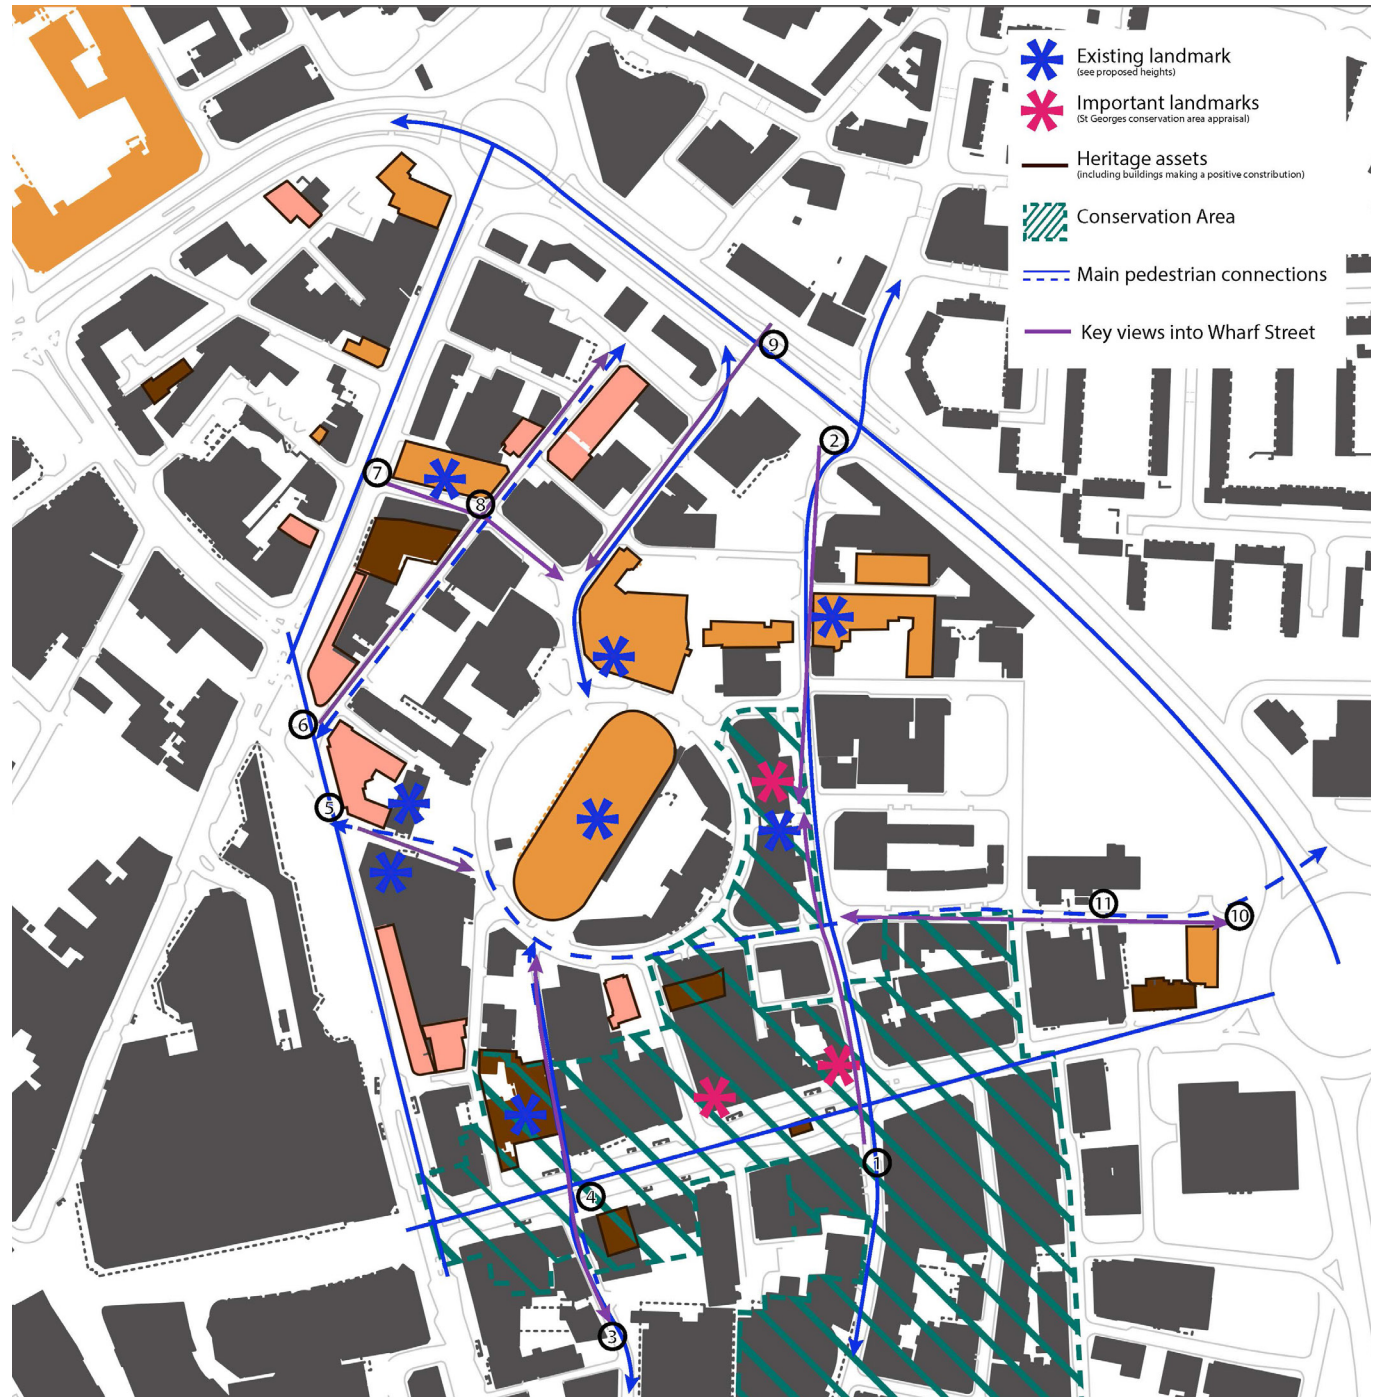 Existing landmark
(see proposed heights)
Important landmarks
(St Georges conservation area appraisal)
Heritage assets
(including buildings making a positive constribution)
Conservation Area
Main pedestrian connections
Key views into Wharf Street
9
2
7
8
6
5
11
10
1
4
3